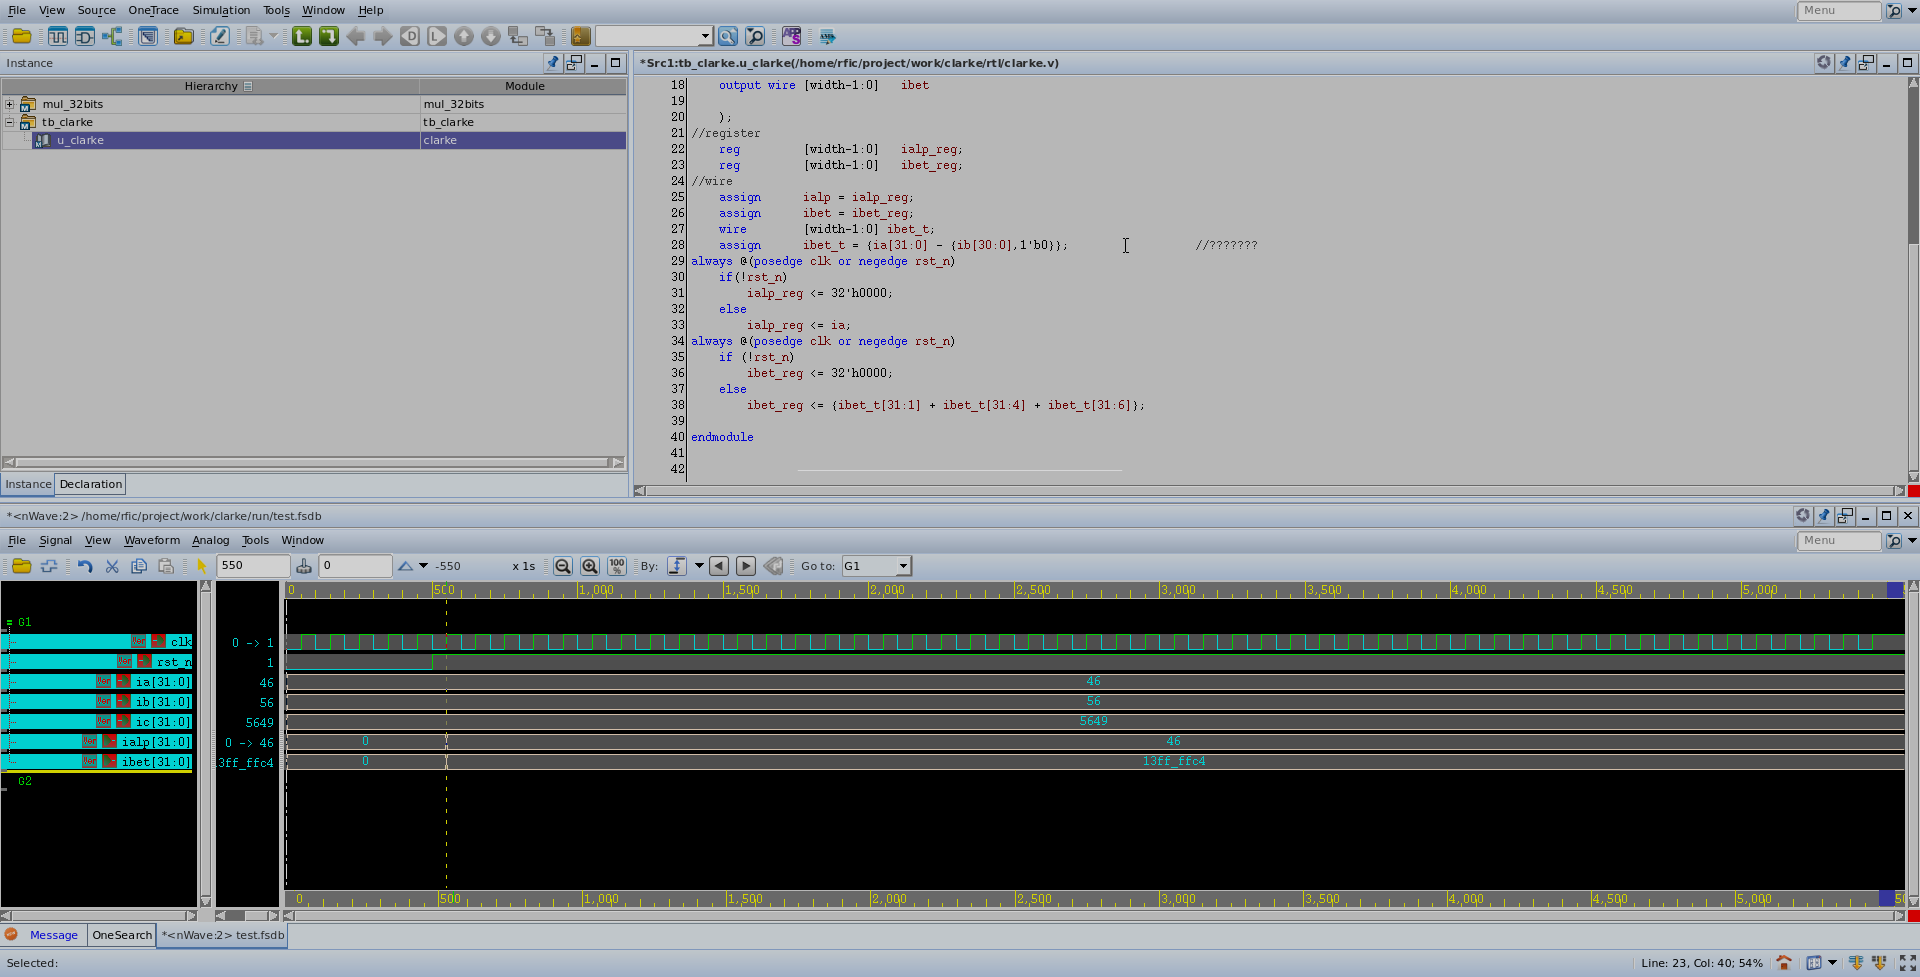 File View Source OneTrace Simulation Tools Window Help Menu
Instance
Hierarchy Module
mul_32bits mul_32bits
tb_clarke tb_clarke
u_clarke clarke
Instance Declaration
*Src1:tb_clarke.u_clarke(/home/rfic/project/work/clarke/rtl/clarke.v)
18 output wire [width-1:0] ibet
19
20 );
21 //register
22 reg [width-1:0] ialp_reg;
23 reg [width-1:0] ibet_reg;
24 //wire
25 assign ialp = ialp_reg;
26 assign ibet = ibet_reg;
27 wire [width-1:0] ibet_t;
28 assign ibet_t = {ia[31:0] - {ib[30:0],1'b0}}; //???????
29 always @(posedge clk or negedge rst_n)
30 if(!rst_n)
31 ialp_reg <= 32'h0000;
32 else
33 ialp_reg <= ia;
34 always @(posedge clk or negedge rst_n)
35 if (!rst_n)
36 ibet_reg <= 32'h0000;
37 else
38 ibet_reg <= {ibet_t[31:1] + ibet_t[31:4] + ibet_t[31:6]};
39
40 endmodule
41
42
*<nWave:2> /home/rfic/project/work/clarke/run/test.fsdb
File Signal View Waveform Analog Tools Window Menu
550 0 -550 x 1s 100 % By: Go to: G1
0 500 1,000 1,500 2,000 2,500 3,000 3,500 4,000 4,500 5,000
G1
clk 0 -> 1
rst_n 1
ia[31:0] 46 46
ib[31:0] 56 56
ic[31:0] 5649 5649
ialp[31:0] 0 -> 46 0 46
ibet[31:0] 3ff_ffc4 0 13ff_ffc4
G2
0 500 1,000 1,500 2,000 2,500 3,000 3,500 4,000 4,500 5,000
Message OneSearch *<nWave:2> test.fsdb
Selected: Line: 23, Col: 40; 54%